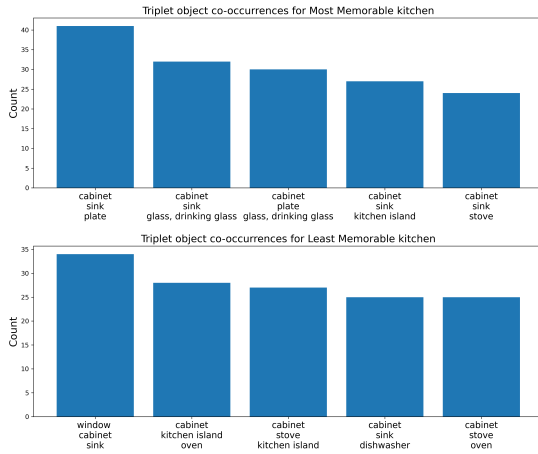 Triplet object co-occurrences for Most Memorable kitchen
Count
40
35
30
25
20
15
10
5
0
cabinet cabinet cabinet cabinet cabinet
sink sink plate sink sink
plate glass, drinking glass glass, drinking glass kitchen island stove
Triplet object co-occurrences for Least Memorable kitchen
Count
35
30
25
20
15
10
5
0
window cabinet cabinet cabinet cabinet
cabinet kitchen island stove sink stove
sink oven kitchen island dishwasher oven